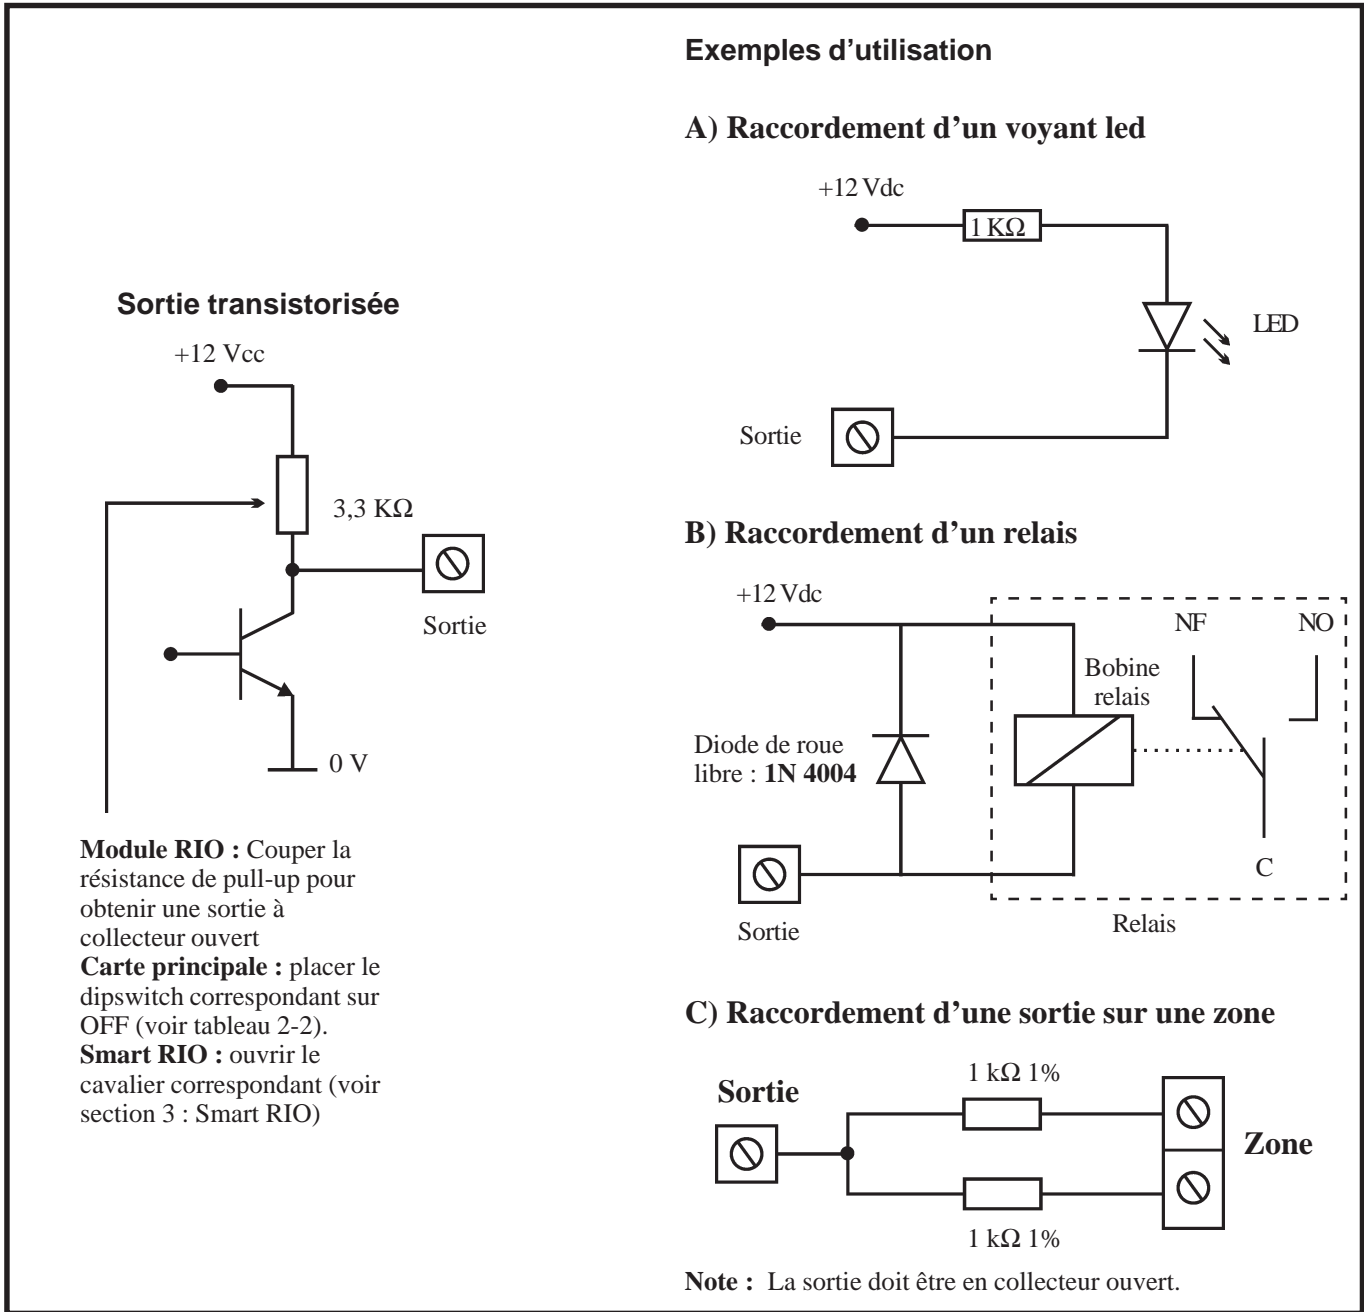 Sortie transistorisée
+12 Vcc
3,3 KΩ
Sortie
0 V
Module RIO : Couper la
résistance de pull-up pour
obtenir une sortie à
collecteur ouvert
Carte principale : placer le
dipswitch correspondant sur
OFF (voir tableau 2-2).
Smart RIO : ouvrir le
cavalier correspondant (voir
section 3 : Smart RIO)
Exemples d’utilisation
A) Raccordement d’un voyant led
+12 Vdc
1 KΩ
LED
Sortie
B) Raccordement d’un relais
+12 Vdc
NF
NO
Bobine
relais
Diode de roue
libre : 1N 4004
C
Sortie
Relais
C) Raccordement d’une sortie sur une zone
1 kΩ 1%
Sortie
Zone
1 kΩ 1%
Note : La sortie doit être en collecteur ouvert.